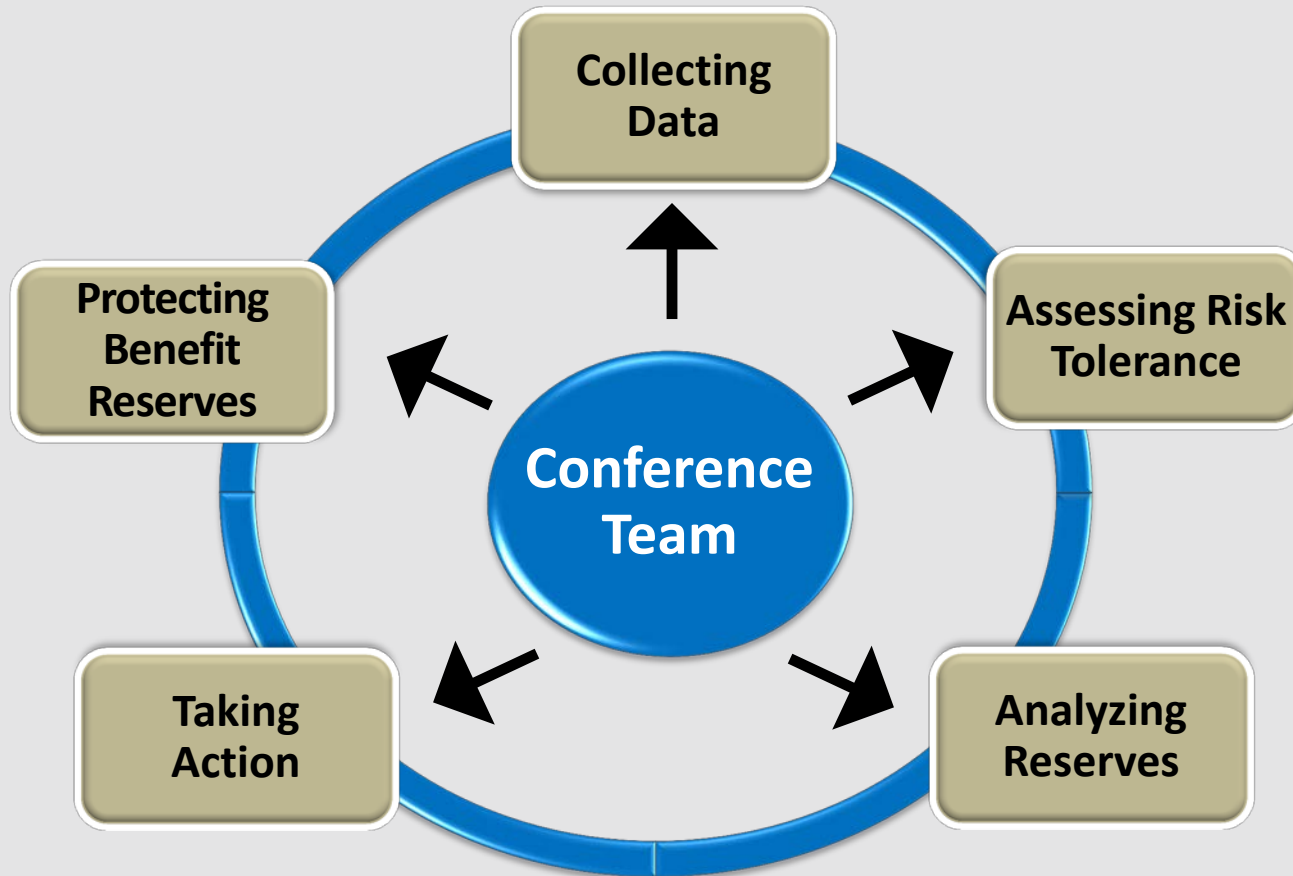 Collecting
Data
Protecting
Benefit
Reserves
Assessing Risk
Tolerance
Conference
Team
Taking
Action
Analyzing
Reserves